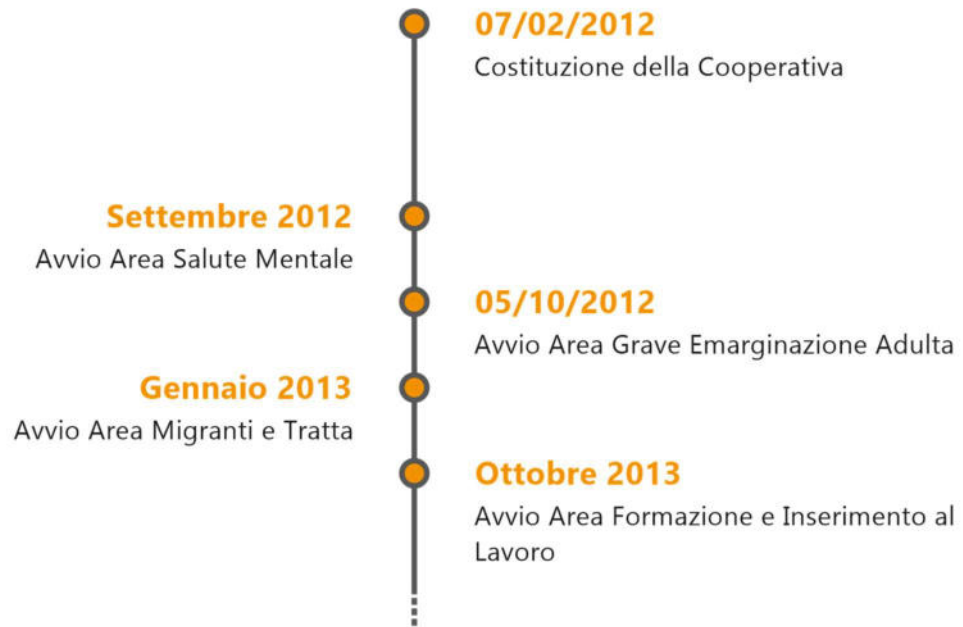 07/02/2012
Costituzione della Cooperativa
Settembre 2012
Avvio Area Salute Mentale
05/10/2012
Avvio Area Grave Emarginazione Adulta
Gennaio 2013
Avvio Area Migranti e Tratta
Ottobre 2013
Avvio Area Formazione e Inserimento al
Lavoro